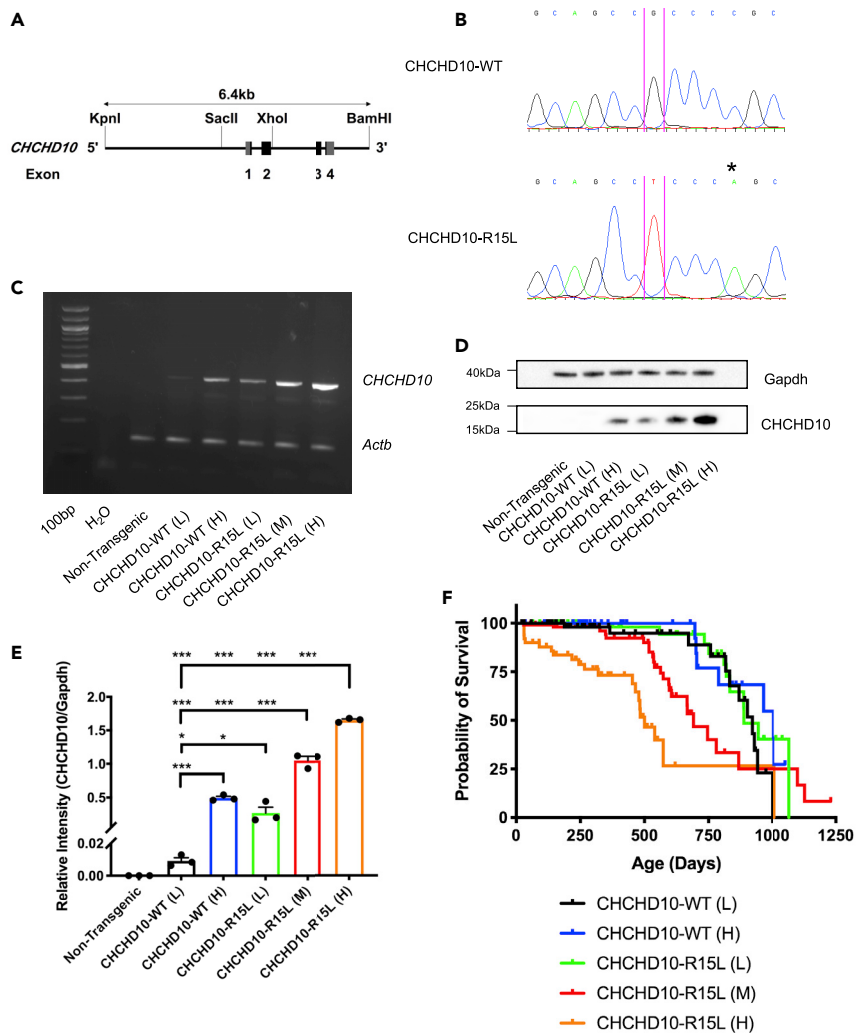 A
6.4kb
KpnI SacII XhoI BamHI
CHCHD10 5' 3'
Exon 1 2 3 4
B
G C A G C C G C C C C G C
CHCHD10-WT
*
G C A G C C T C C C A G C
CHCHD10-R15L
C
CHCHD10
Actb
100bp
H₂O
Non-Transgenic
CHCHD10-WT (L)
CHCHD10-WT (H)
CHCHD10-R15L (L)
CHCHD10-R15L (M)
CHCHD10-R15L (H)
D
40kDa Gapdh
25kDa
15kDa CHCHD10
Non-Transgenic
CHCHD10-WT (L)
CHCHD10-WT (H)
CHCHD10-R15L (L)
CHCHD10-R15L (M)
CHCHD10-R15L (H)
E
*** *** *** ***
*** *** ***
* *
***
Relative Intensity (CHCHD10/Gapdh)
2.0
1.5
1.0
0.5
0.02
0.00
Non-Transgenic
CHCHD10-WT (L)
CHCHD10-WT (H)
CHCHD10-R15L (L)
CHCHD10-R15L (M)
CHCHD10-R15L (H)
F
Probability of Survival
100
75
50
25
0
0 250 500 750 1000 1250
Age (Days)
CHCHD10-WT (L)
CHCHD10-WT (H)
CHCHD10-R15L (L)
CHCHD10-R15L (M)
CHCHD10-R15L (H)